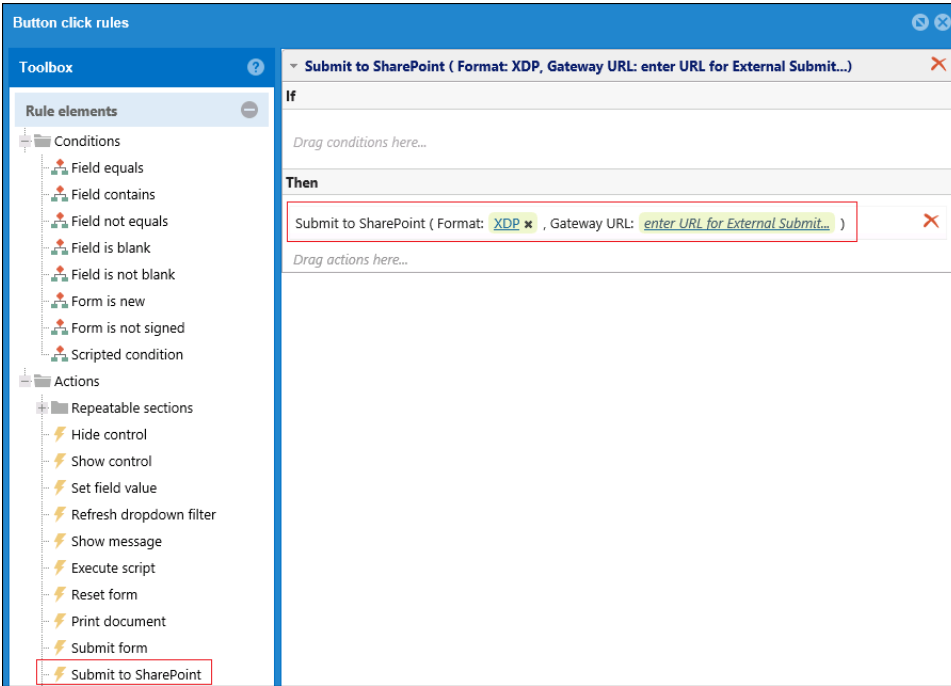 Button click rules
Toolbox
Rule elements
Conditions
Field equals
Field contains
Field not equals
Field is blank
Field is not blank
Form is new
Form is not signed
Scripted condition
Actions
Repeatable sections
Hide control
Show control
Set field value
Refresh dropdown filter
Show message
Execute script
Reset form
Print document
Submit form
Submit to SharePoint
Submit to SharePoint ( Format: XDP, Gateway URL: enter URL for External Submit...)
If
Drag conditions here...
Then
Submit to SharePoint ( Format: XDP , Gateway URL: enter URL for External Submit... )
Drag actions here...